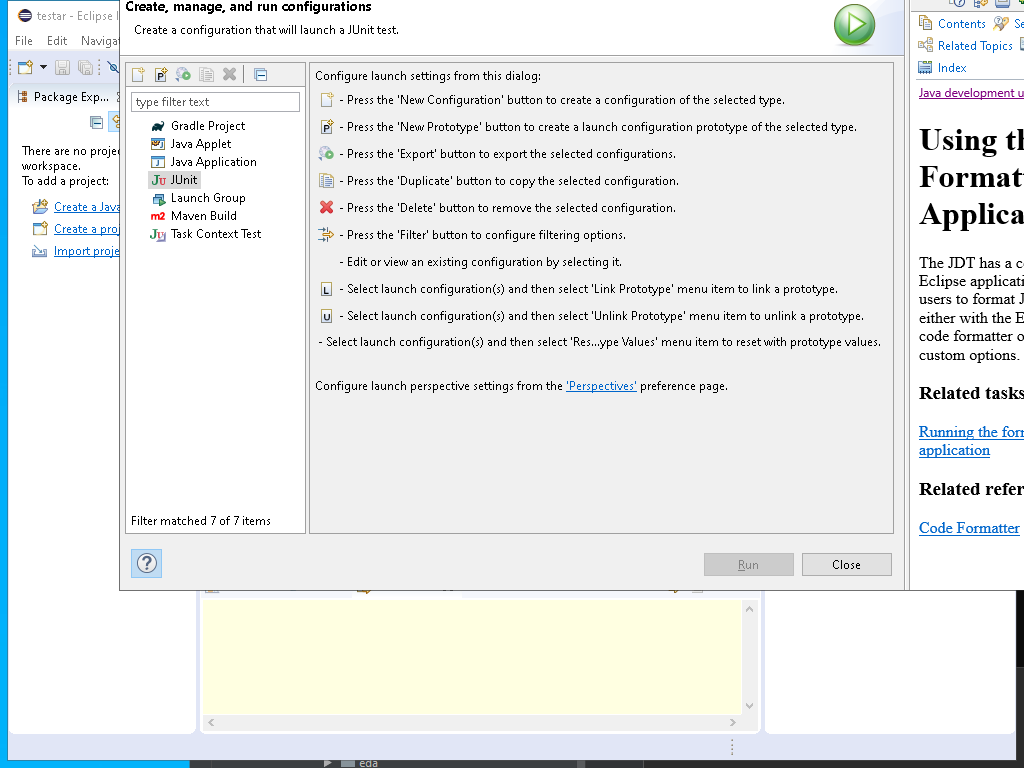 testar - Eclipse I
File Edit Navigat
Package Exp...
There are no projec
workspace.
To add a project:
Create a Java
Create a proj
Import proje
Create, manage, and run configurations
Create a configuration that will launch a JUnit test.
type filter text
Gradle Project
Java Applet
Java Application
JUnit
Launch Group
Maven Build
Task Context Test
Filter matched 7 of 7 items
Configure launch settings from this dialog:
- Press the 'New Configuration' button to create a configuration of the selected type.
- Press the 'New Prototype' button to create a launch configuration prototype of the selected type.
- Press the 'Export' button to export the selected configurations.
- Press the 'Duplicate' button to copy the selected configuration.
- Press the 'Delete' button to remove the selected configuration.
- Press the 'Filter' button to configure filtering options.
- Edit or view an existing configuration by selecting it.
- Select launch configuration(s) and then select 'Link Prototype' menu item to link a prototype.
- Select launch configuration(s) and then select 'Unlink Prototype' menu item to unlink a prototype.
- Select launch configuration(s) and then select 'Res...ype Values' menu item to reset with prototype values.
Configure launch perspective settings from the 'Perspectives' preference page.
Run
Close
Contents Se
Related Topics
Index
Java development u
Using th
Formatt
Applica
The JDT has a co
Eclipse applicati
users to format J
either with the E
code formatter o
custom options.
Related tasks
Running the form
application
Related refer
Code Formatter
eda